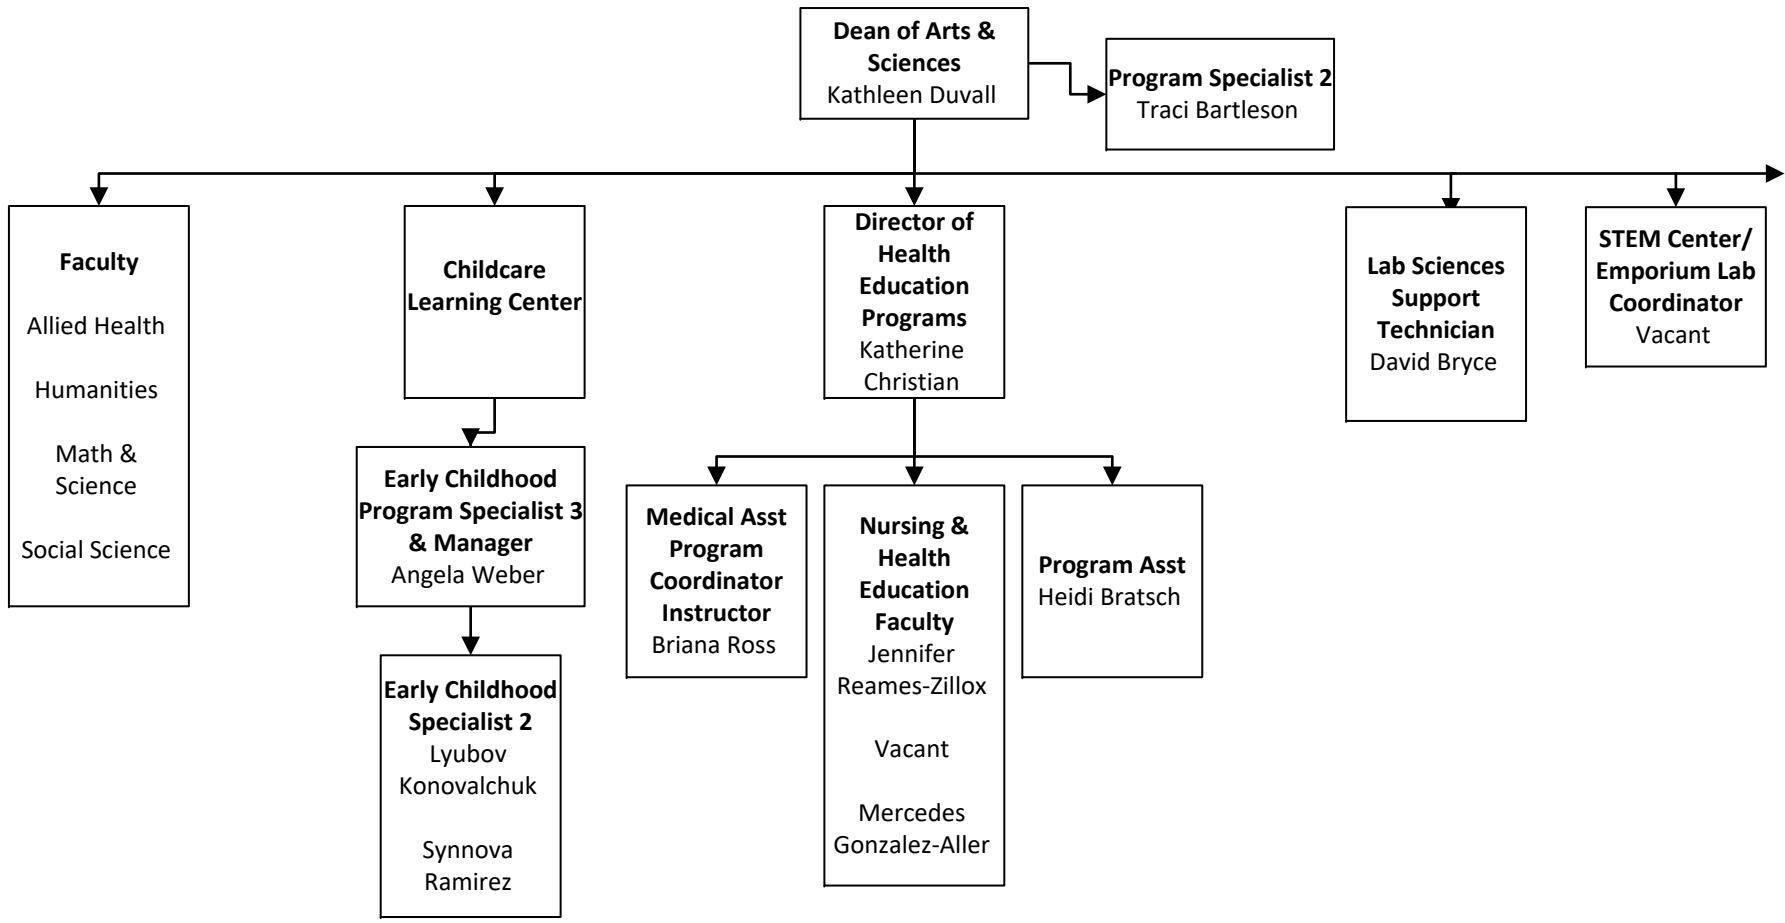 Dean of Arts &
Sciences
Kathleen Duvall
Program Specialist 2
Traci Bartleson
Faculty
Allied Health
Humanities
Math &
Science
Social Science
Childcare
Learning Center
Early Childhood
Program Specialist 3
& Manager
Angela Weber
Early Childhood
Specialist 2
Lyubov
Konovalchuk
Synnova
Ramirez
Director of
Health
Education
Programs
Katherine
Christian
Medical Asst
Program
Coordinator
Instructor
Briana Ross
Nursing &
Health
Education
Faculty
Jennifer
Reames-Zillox
Vacant
Mercedes
Gonzalez-Aller
Program Asst
Heidi Bratsch
Lab Sciences
Support
Technician
David Bryce
STEM Center/
Emporium Lab
Coordinator
Vacant